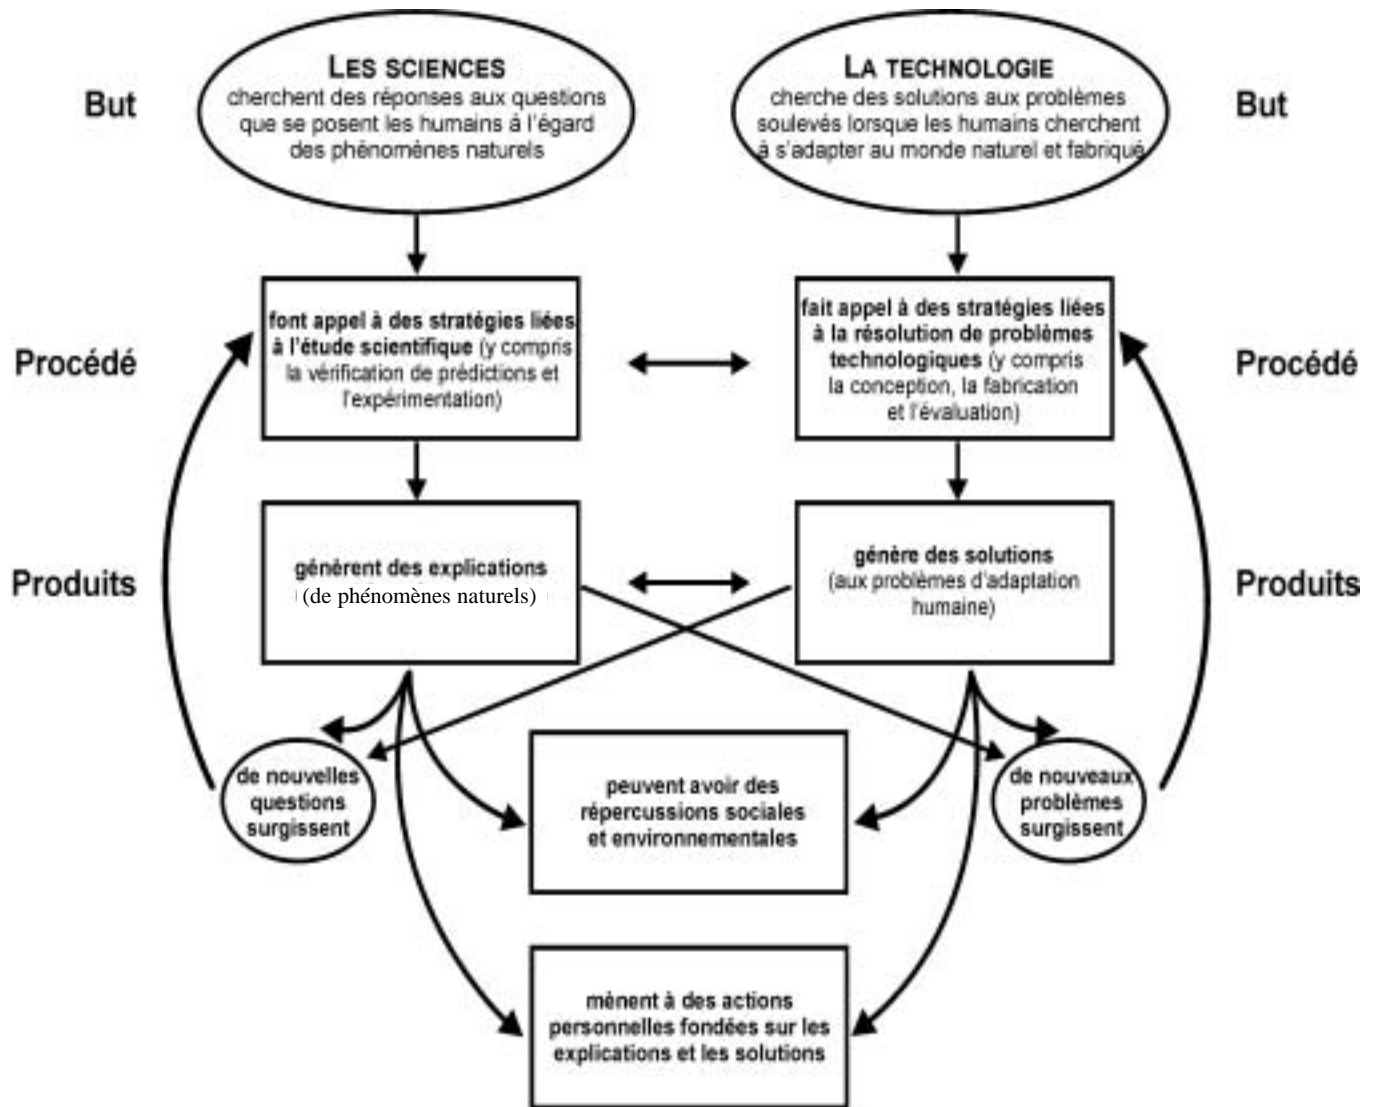 LES SCIENCES
cherchent des réponses aux questions
que se posent les humains à l'égard
des phénomènes naturels
LA TECHNOLOGIE
cherche des solutions aux problèmes
soulevés lorsque les humains cherchent
à s'adapter au monde naturel et fabriqué
But
But
font appel à des stratégies liées
à l'étude scientifique (y compris
la vérification de prédictions et
l'expérimentation)
fait appel à des stratégies liées
à la résolution de problèmes
technologiques (y compris
la conception, la fabrication
et l'évaluation)
Procédé
Procédé
génèrent des explications
(de phénomènes naturels)
génère des solutions
(aux problèmes d'adaptation
humaine)
Produits
Produits
de nouvelles
questions
surgissent
peuvent avoir des
répercussions sociales
et environnementales
de nouveaux
problèmes
surgissent
mènent à des actions
personnelles fondées sur les
explications et les solutions